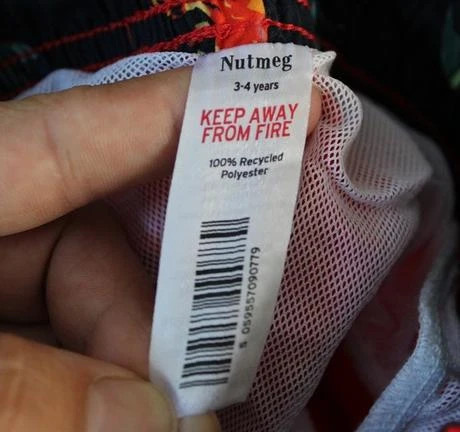 Nutmeg
3-4 years
KEEP AWAY
FROM FIRE
100% Recycled
Polyester
5 059557090779